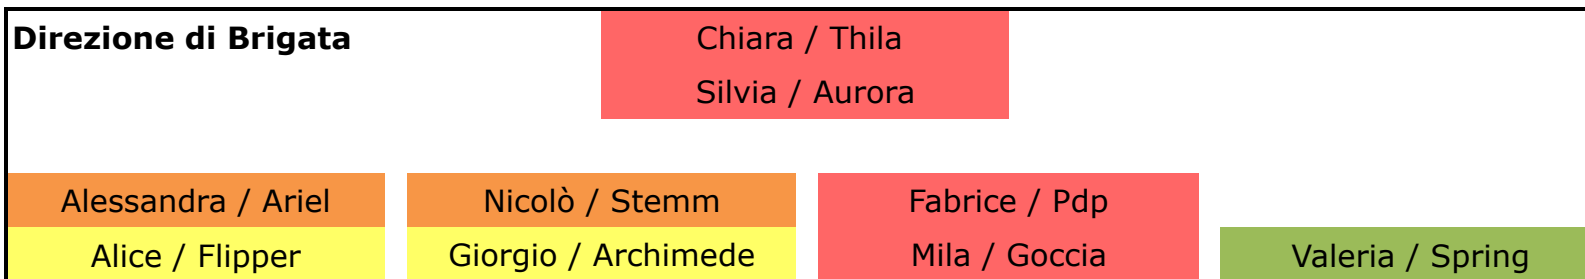 Direzione di Brigata
Chiara / Thila
Silvia / Aurora
Alessandra / Ariel
Nicolò / Stemm
Fabrice / Pdp
Alice / Flipper
Giorgio / Archimede
Mila / Goccia
Valeria / Spring